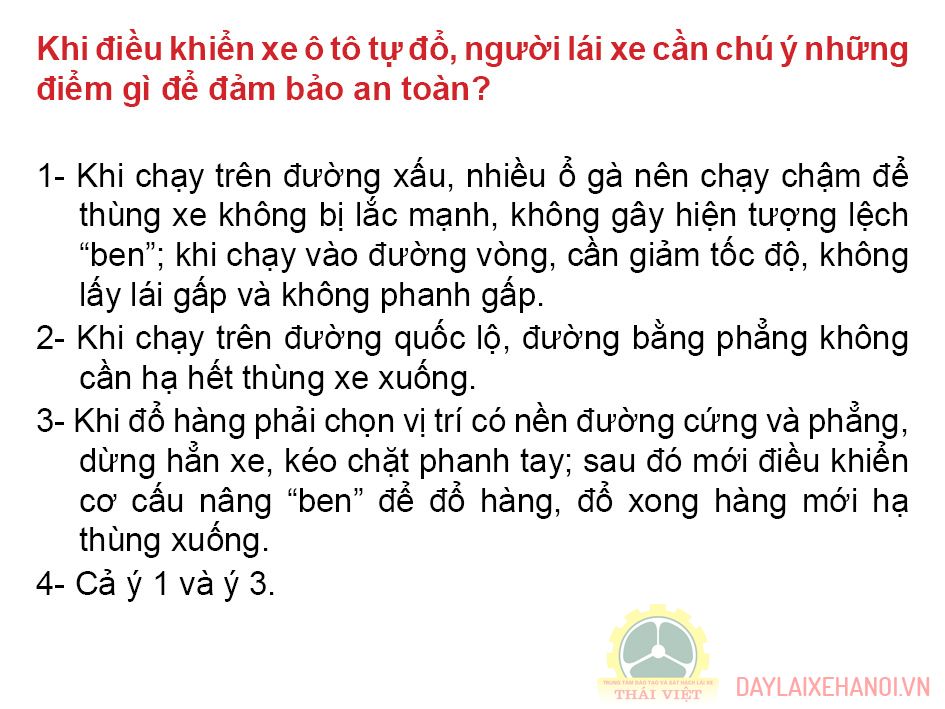 Khi điều khiển xe ô tô tự đổ, người lái xe cần chú ý những
điểm gì để đảm bảo an toàn?
1- Khi chạy trên đường xấu, nhiều ổ gà nên chạy chậm để
thùng xe không bị lắc mạnh, không gây hiện tượng lệch
“ben”; khi chạy vào đường vòng, cần giảm tốc độ, không
lấy lái gấp và không phanh gấp.
2- Khi chạy trên đường quốc lộ, đường bằng phẳng không
cần hạ hết thùng xe xuống.
3- Khi đổ hàng phải chọn vị trí có nền đường cứng và phẳng,
dừng hẳn xe, kéo chặt phanh tay; sau đó mới điều khiển
cơ cấu nâng “ben” để đổ hàng, đổ xong hàng mới hạ
thùng xuống.
4- Cả ý 1 và ý 3.
TRUNG TÂM ĐÀO TẠO VÀ SÁT HẠCH LÁI XE
THÁI VIỆT
DAYLAIXEHANOI.VN